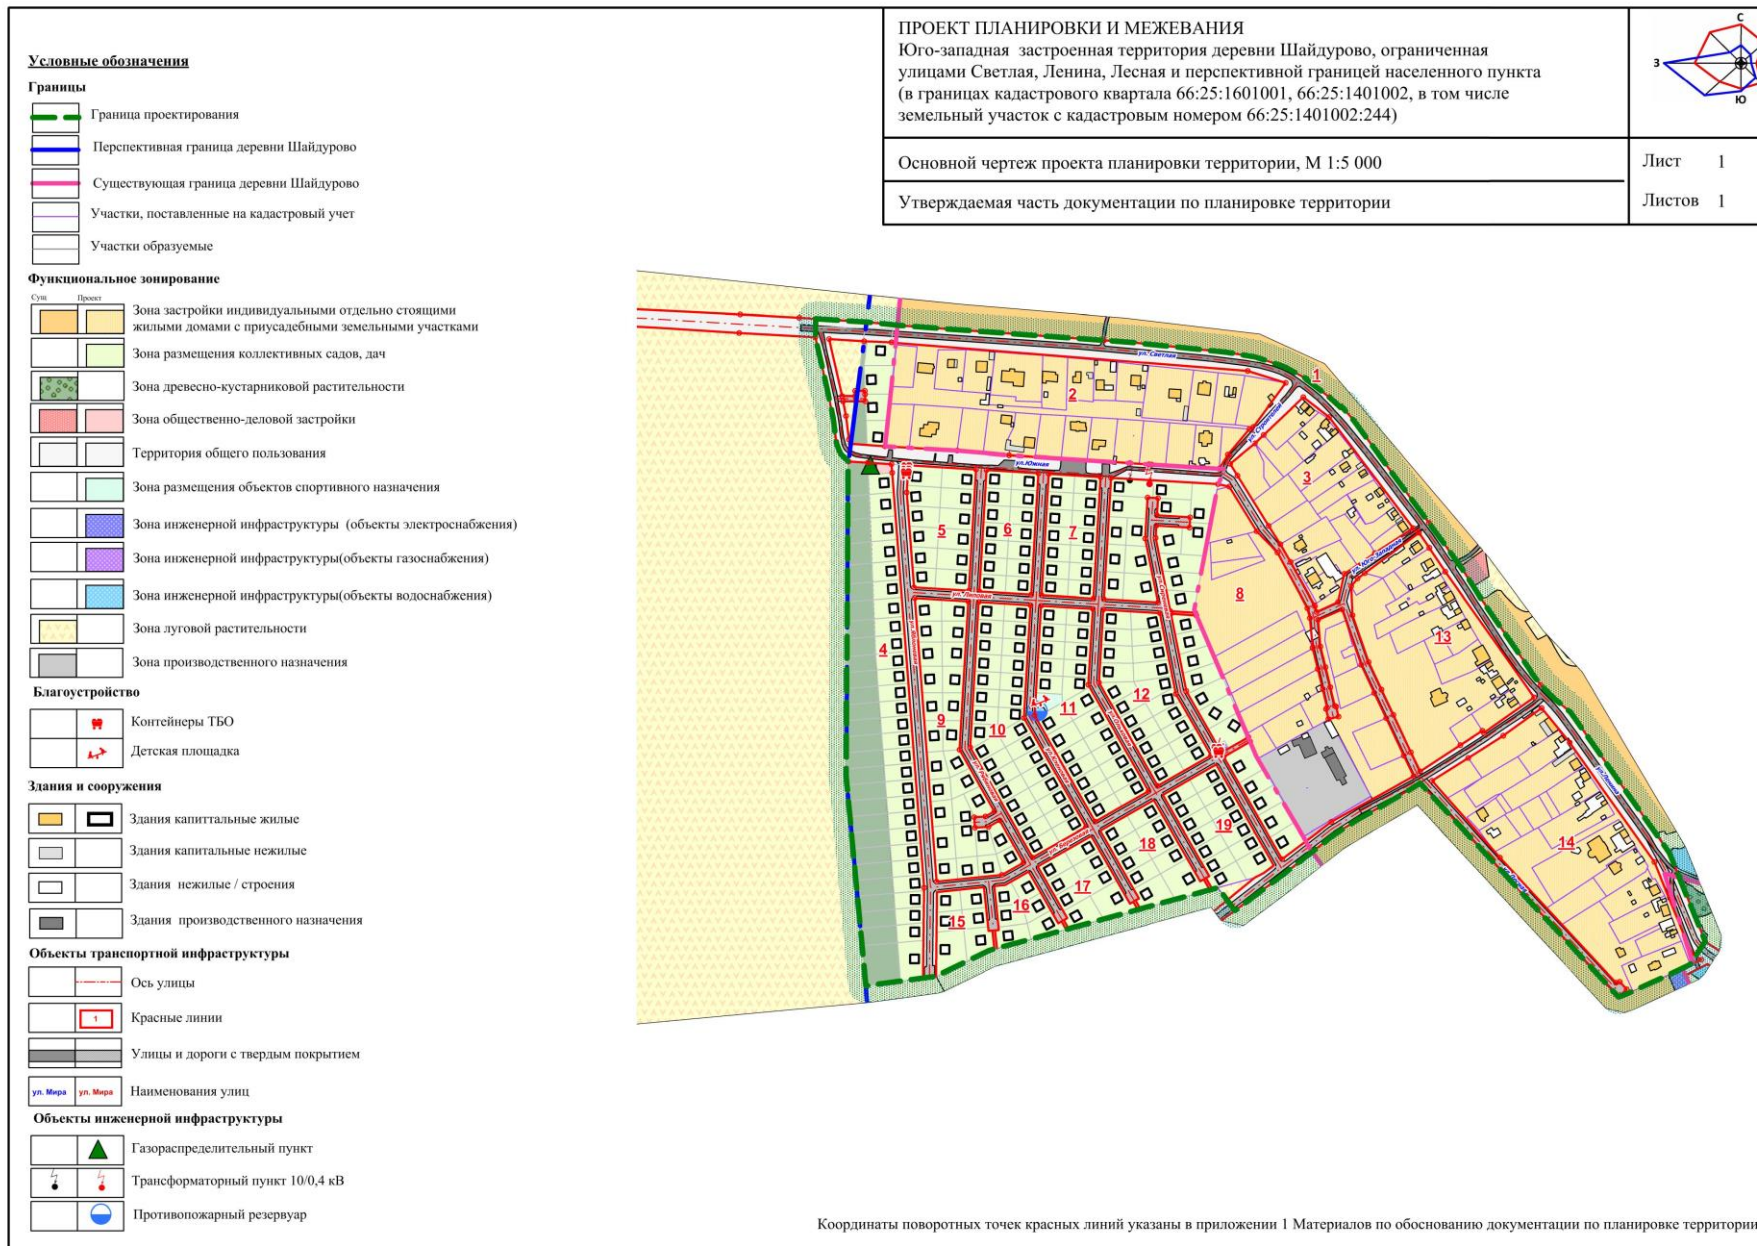 Условные обозначения
Границы
Граница проектирования
Перспективная граница деревни Шайдурово
Существующая граница деревни Шайдурово
Участки, поставленные на кадастровый учет
Участки образуемые
Функциональное зонирование
Сущ Проект
Зона застройки индивидуальными отдельно стоящими
жилыми домами с приусадебными земельными участками
Зона размещения коллективных садов, дач
Зона древесно-кустарниковой растительности
Зона общественно-деловой застройки
Территория общего пользования
Зона размещения объектов спортивного назначения
Зона инженерной инфраструктуры (объекты электроснабжения)
Зона инженерной инфраструктуры(объекты газоснабжения)
Зона инженерной инфраструктуры(объекты водоснабжения)
Зона луговой растительности
Зона производственного назначения
Благоустройство
Контейнеры ТБО
Детская площадка
Здания и сооружения
Здания капиттальные жилые
Здания капитальные нежилые
Здания нежилые / строения
Здания производственного назначения
Объекты транспортной инфраструктуры
Ось улицы
1 Красные линии
Улицы и дороги с твердым покрытием
ул. Мира ул. Мира Наименования улиц
Объекты инженерной инфраструктуры
Газораспределительный пункт
Трансформаторный пункт 10/0,4 кВ
Противопожарный резервуар
ПРОЕКТ ПЛАНИРОВКИ И МЕЖЕВАНИЯ
Юго-западная застроенная территория деревни Шайдурово, ограниченная
улицами Светлая, Ленина, Лесная и перспективной границей населенного пункта
(в границах кадастрового квартала 66:25:1601001, 66:25:1401002, в том числе
земельный участок с кадастровым номером 66:25:1401002:244)
Основной чертеж проекта планировки территории, М 1:5 000
Утверждаемая часть документации по планировке территории
Лист 1
Листов 1
С
З
Ю
ул. Светлая
1
2
ул. Строителей
3
ул.Южная
5
6
7
ул. Юго-Западная
8
ул. Липовая
13
4
12
11
9
10
ул. Ленина
19
18
14
17
16
15
Координаты поворотных точек красных линий указаны в приложении 1 Материалов по обоснованию документации по планировке территории